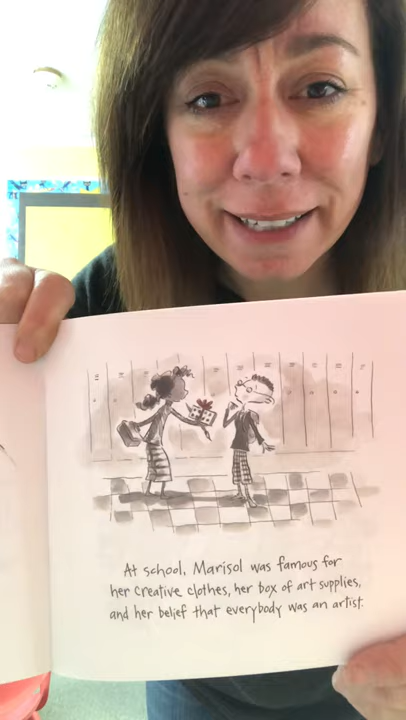 At school, Marisol was famous for
her creative clothes, her box of art supplies,
and her belief that everybody was an artist.